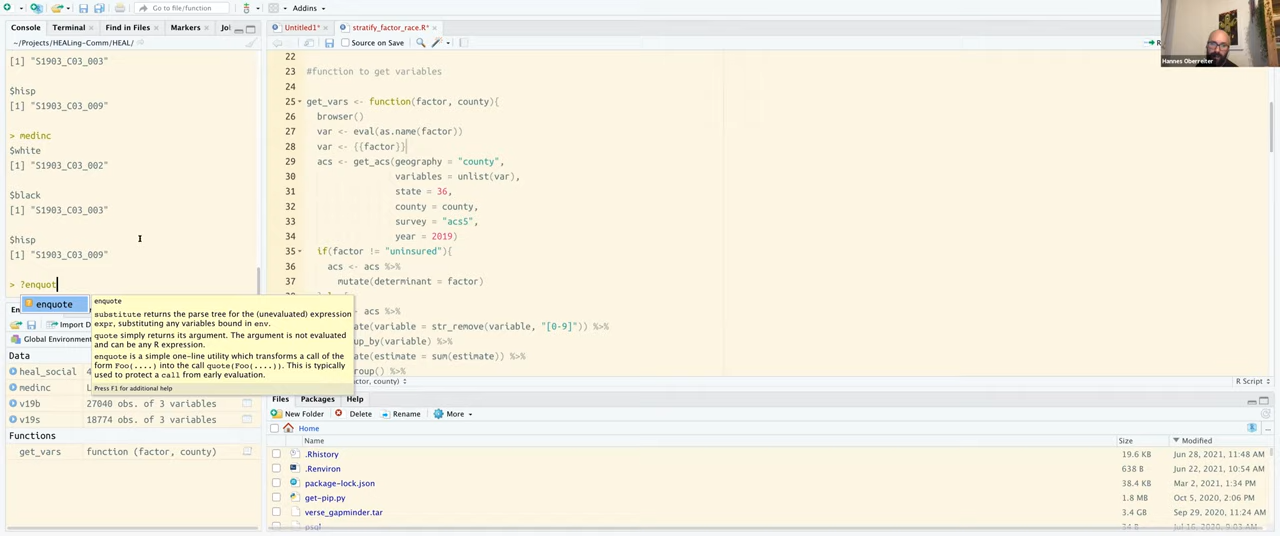 Go to file/function
Addins
Console
Terminal
Find in Files
Markers
~/Projects/HEALing-Comm/HEAL/
[1] "S1903_C03_003"
$hisp
[1] "S1903_C03_009"
> medinc
$white
[1] "S1903_C03_002"
$black
[1] "S1903_C03_003"
$hisp
[1] "S1903_C03_009"
> ?enquot
enquote
enquote
substitute returns the parse tree for the (unevaluated) expression
expr, substituting any variables bound in env.
quote simply returns its argument. The argument is not evaluated
and can be any R expression.
enquote is a simple one-line utility which transforms a call of the
form Foo(....) into the call quote(Foo(....)). This is typically
used to protect a call from early evaluation.
Press F1 for additional help
Import D
Global Environment
Data
heal_social
4
medinc
L
v19b
27040 obs. of 3 variables
v19s
18774 obs. of 3 variables
Functions
get_vars
function (factor, county)
Untitled1*
stratify_factor_race.R*
Source on Save
22
23 #function to get variables
24
25 get_vars <- function(factor, county){
26 browser()
27 var <- eval(as.name(factor))
28 var <- {{factor}}
29 acs <- get_acs(geography = "county",
30 variables = unlist(var),
31 state = 36,
32 county = county,
33 survey = "acs5",
34 year = 2019)
35 if(factor != "uninsured"){
36 acs <- acs %>%
37 mutate(determinant = factor)
acs %>%
ate(variable = str_remove(variable, "[0-9]")) %>%
up_by(variable) %>%
ate(estimate = sum(estimate)) %>%
roup() %>%
factor, county)
R Script
Files
Packages
Help
New Folder
Delete
Rename
More
Home
Name
Size
Modified
.Rhistory
19.6 KB
Jun 28, 2021, 11:48 AM
.Renviron
638 B
Jun 22, 2021, 10:54 AM
package-lock.json
38.4 KB
Mar 2, 2021, 1:34 PM
get-pip.py
1.8 MB
Oct 5, 2020, 2:06 PM
verse_gapminder.tar
3.4 GB
Sep 29, 2020, 11:24 AM
Hannes Oberreiter